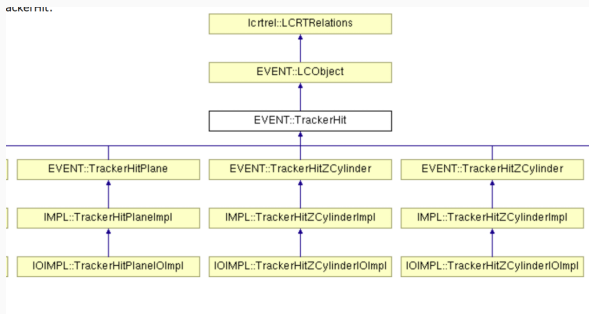 ackerHit:
lcrtrel::LCRTRelations
EVENT::LCObject
EVENT::TrackerHit
EVENT::TrackerHitPlane EVENT::TrackerHitZCylinder EVENT::TrackerHitZCylinder
IMPL::TrackerHitPlaneImpl IMPL::TrackerHitZCylinderImpl IMPL::TrackerHitZCylinderImpl
IOIMPL::TrackerHitPlaneIOImpl IOIMPL::TrackerHitZCylinderIOImpl IOIMPL::TrackerHitZCylinderIOImpl